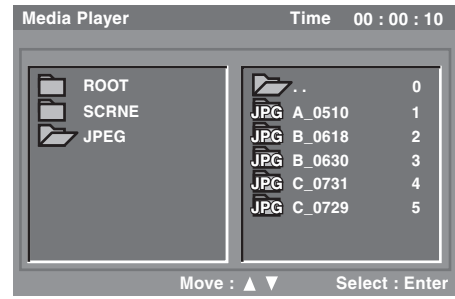 Media Player Time 00 : 00 : 10
ROOT
SCRNE
JPEG
. . 0
JPG A_0510 1
JPG B_0618 2
JPG B_0630 3
JPG C_0731 4
JPG C_0729 5
Move : ▲ ▼ Select : Enter